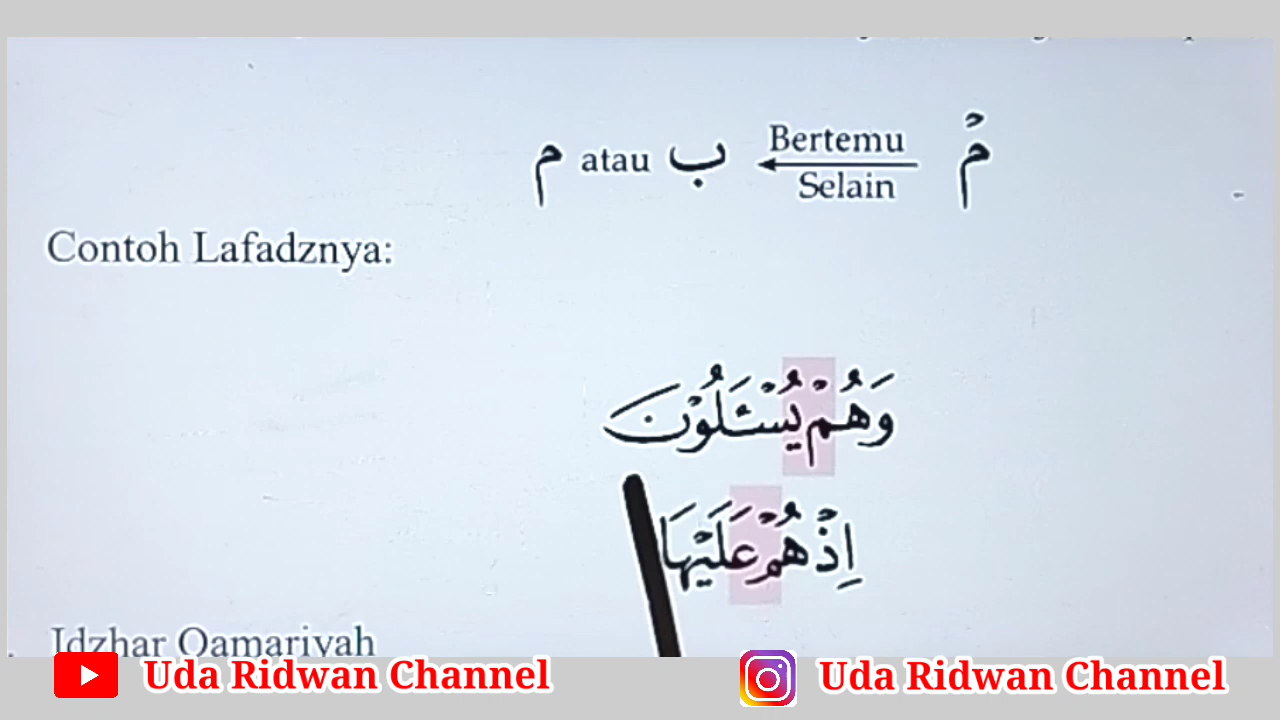 مْ Bertemu Selain ب atau م
Contoh Lafadznya:
وَهُمْ يُسْـَٔلُوْنَ
اِذْهُمْ عَلَيْهَا
Idzhar Qamariyah
Uda Ridwan Channel
Uda Ridwan Channel